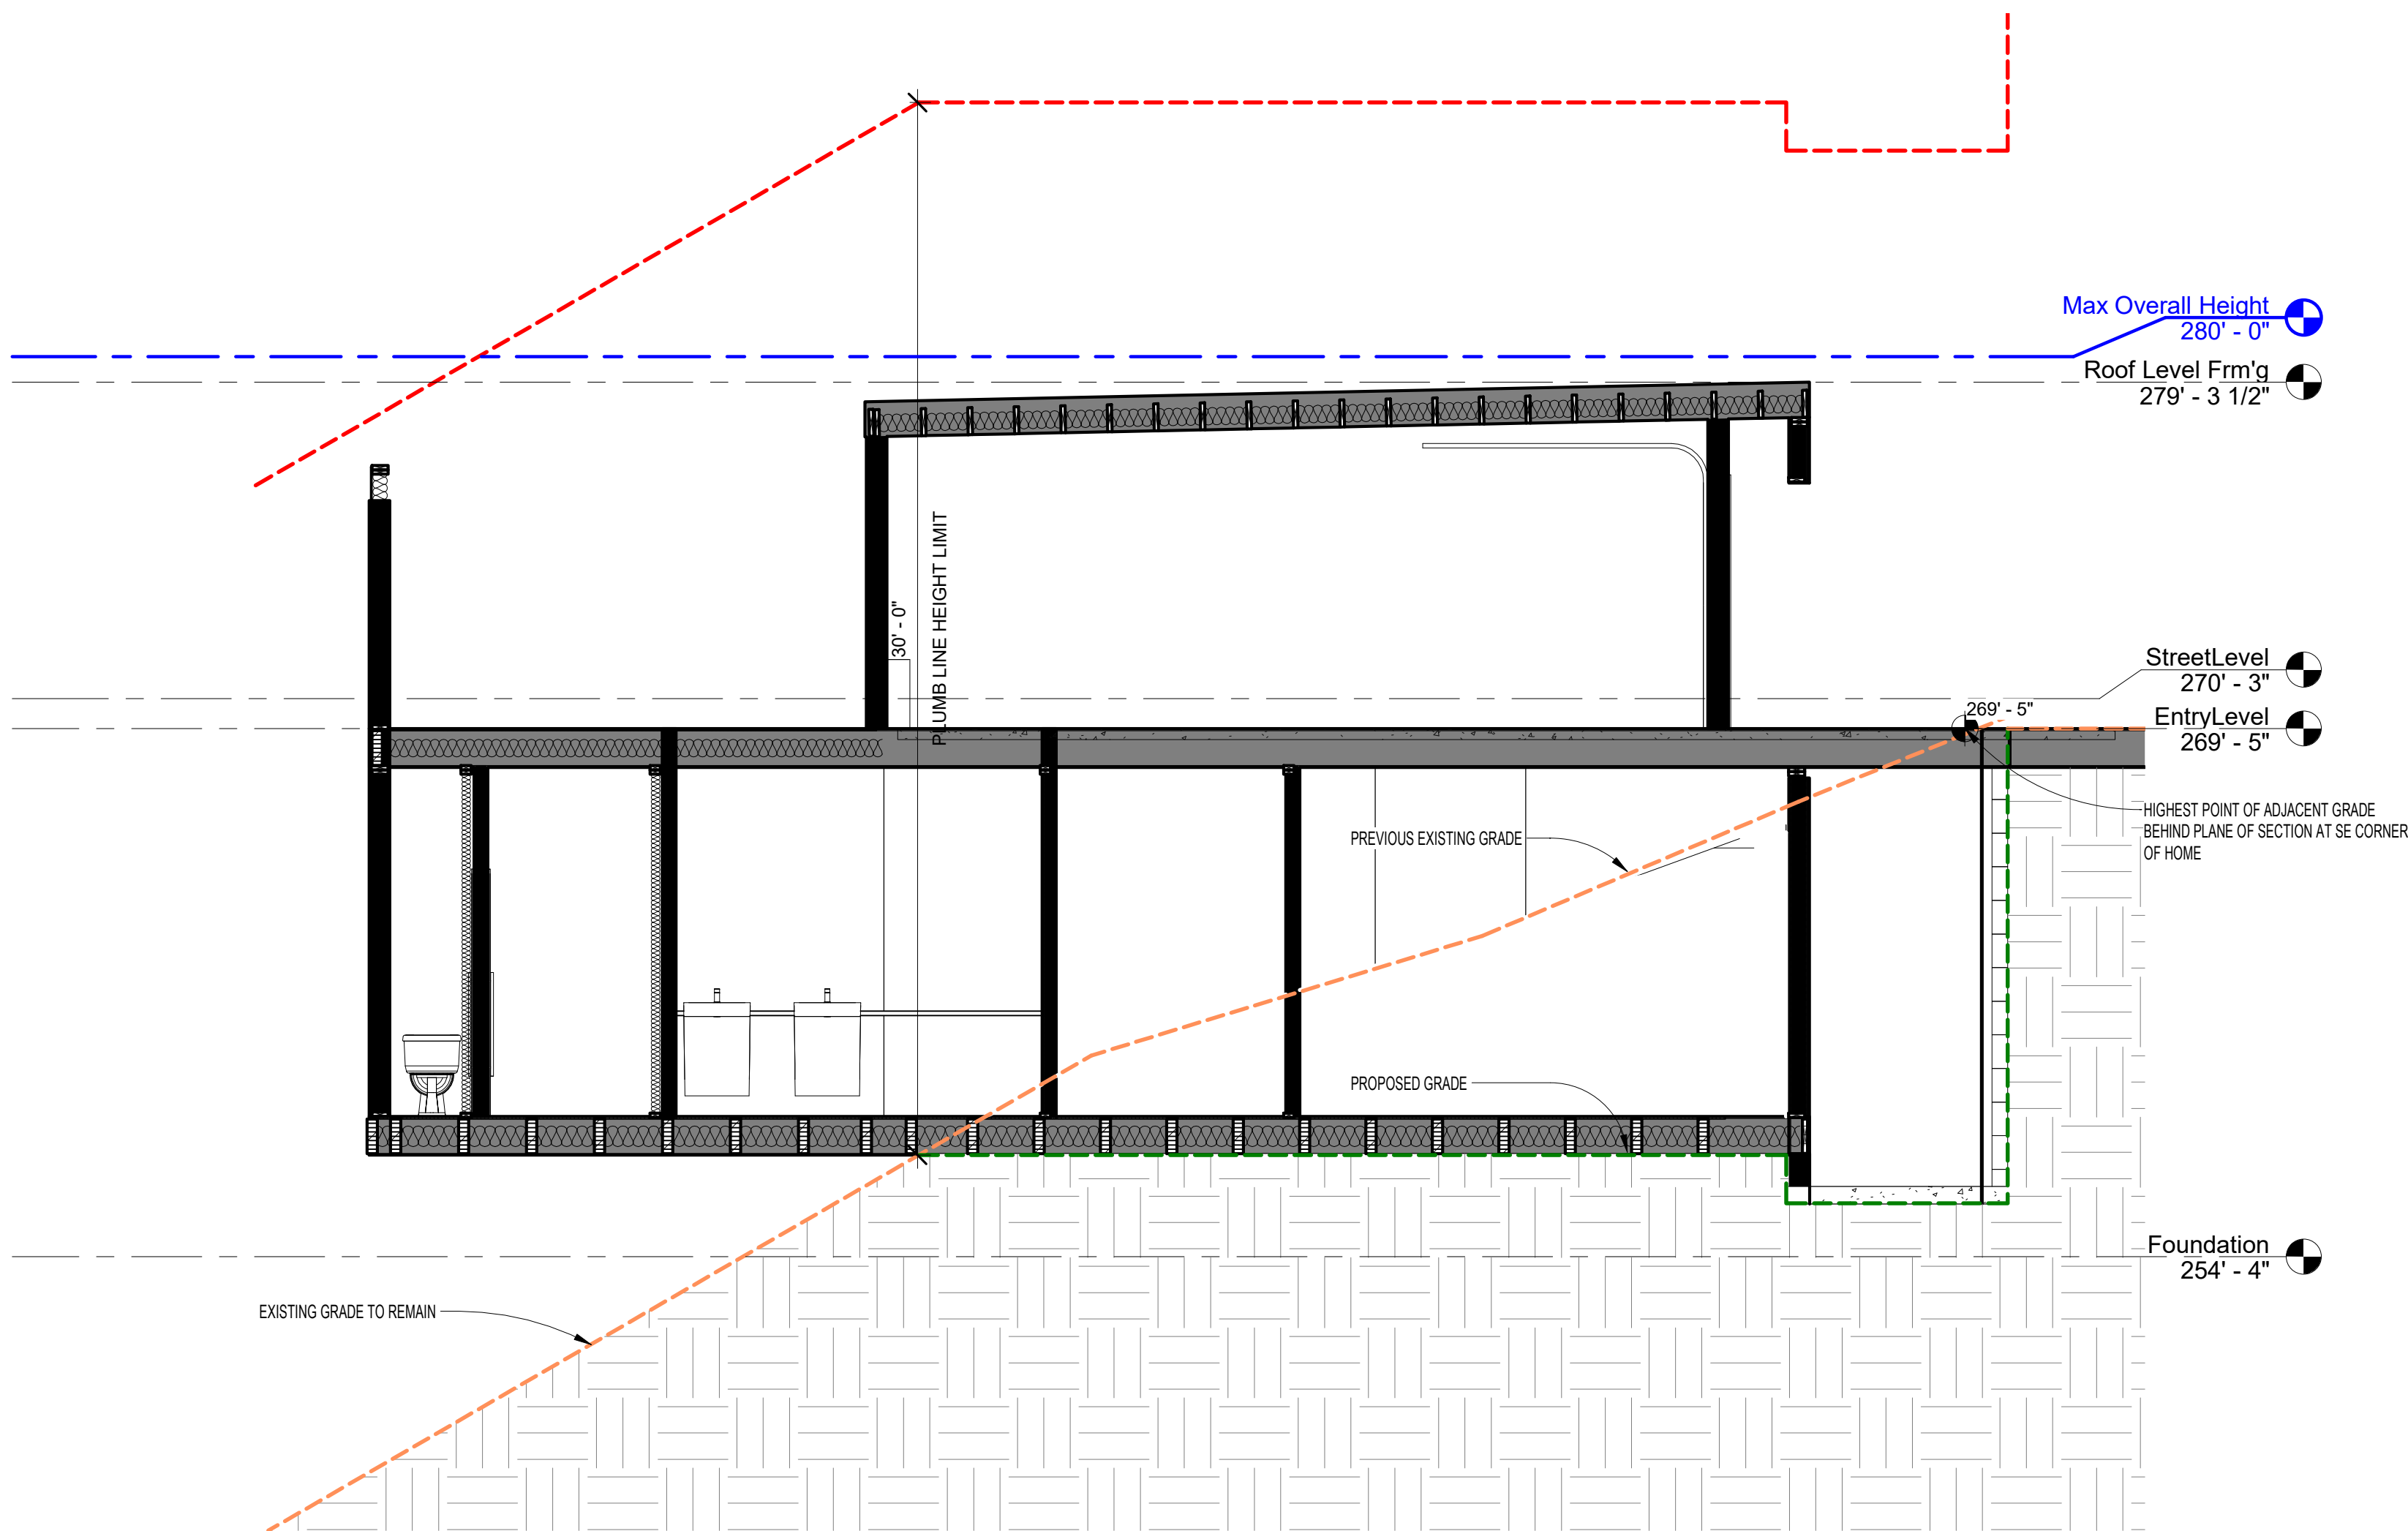 Max Overall Height
280' - 0"
Roof Level Frm'g
279' - 3 1/2"
PLUMB LINE HEIGHT LIMIT
30' - 0"
StreetLevel
270' - 3"
269' - 5"
EntryLevel
269' - 5"
HIGHEST POINT OF ADJACENT GRADE
BEHIND PLANE OF SECTION AT SE CORNER
OF HOME
PREVIOUS EXISTING GRADE
PROPOSED GRADE
Foundation
254' - 4"
EXISTING GRADE TO REMAIN